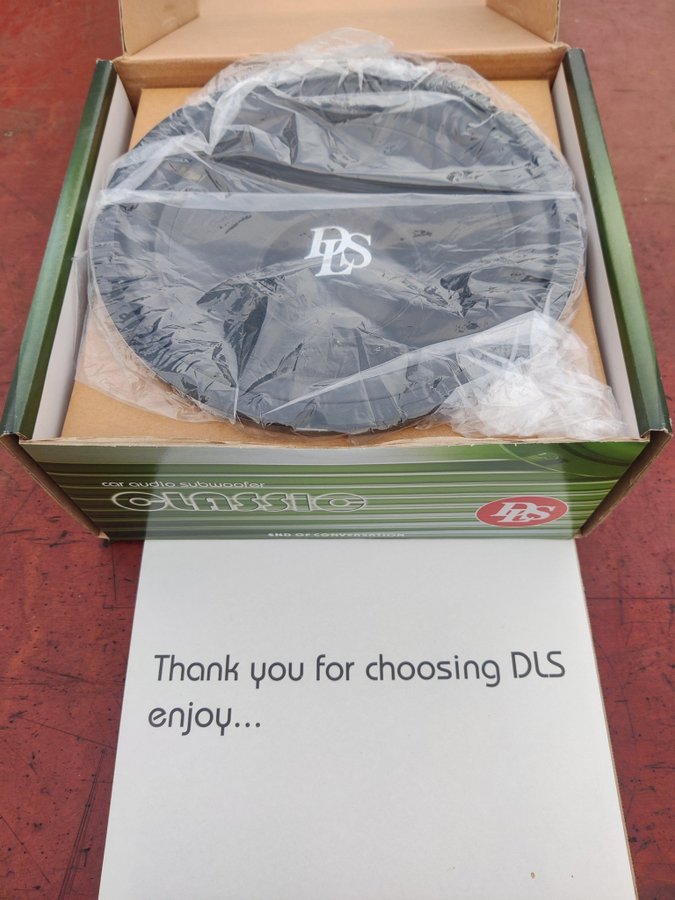 DLS
car audio subwoofer
CLASSIC
DLS
END OF CONVERSATION
Thank you for choosing DLS
enjoy...